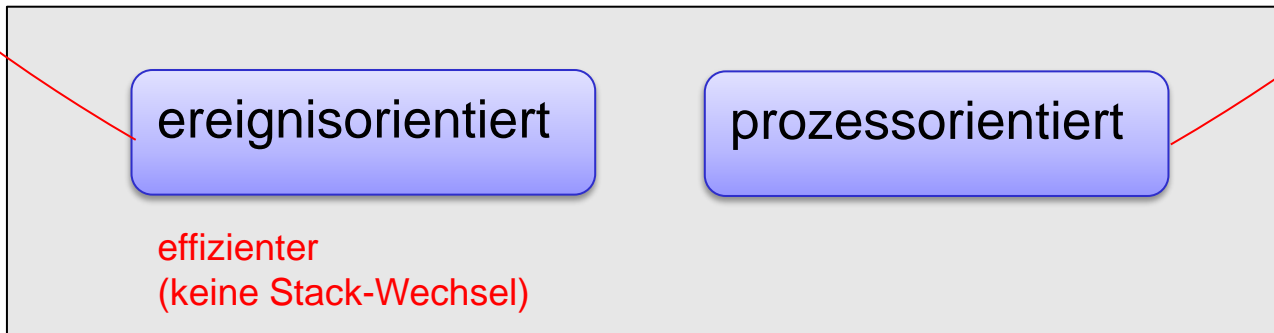 ereignisorientiert
prozessorientiert
effizienter
(keine Stack-Wechsel)